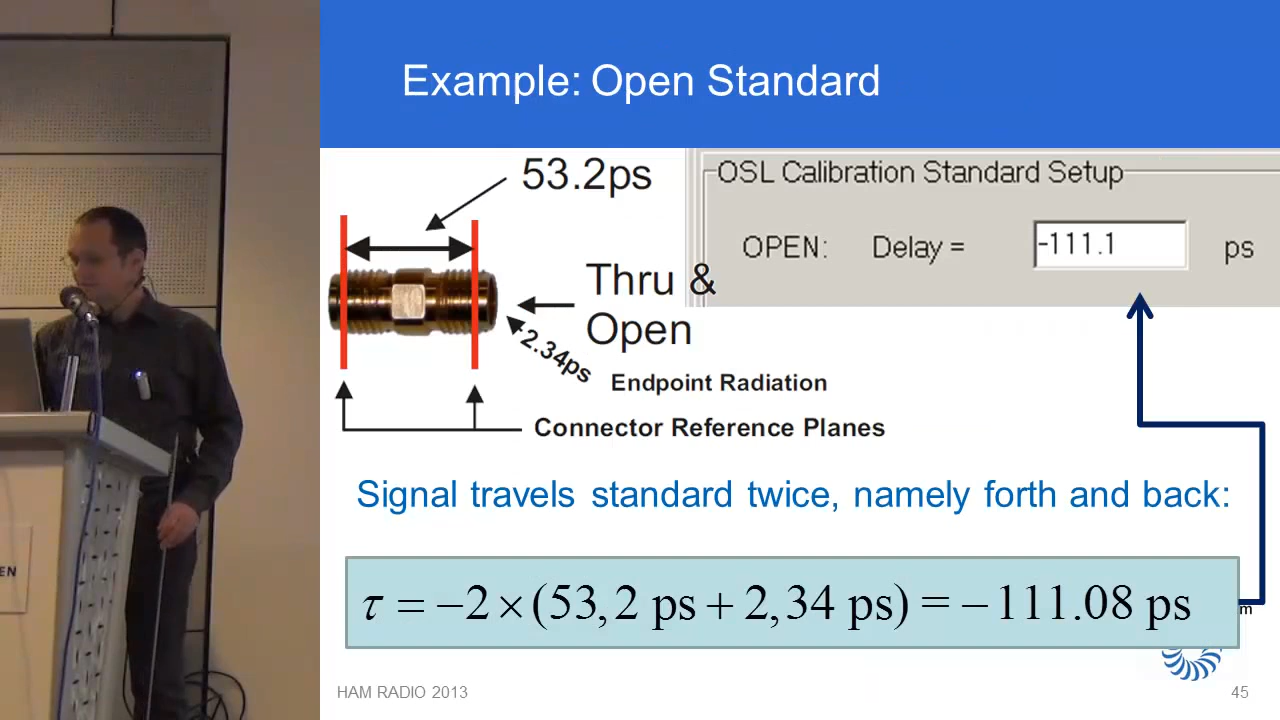 Example: Open Standard
53.2ps
OSL Calibration Standard Setup
OPEN: Delay = -111.1 ps
Thru &
Open
2.34ps
Endpoint Radiation
Connector Reference Planes
Signal travels standard twice, namely forth and back:
τ = −2 × (53,2 ps + 2,34 ps) = − 111.08 ps
m
HAM RADIO 2013
45
EN